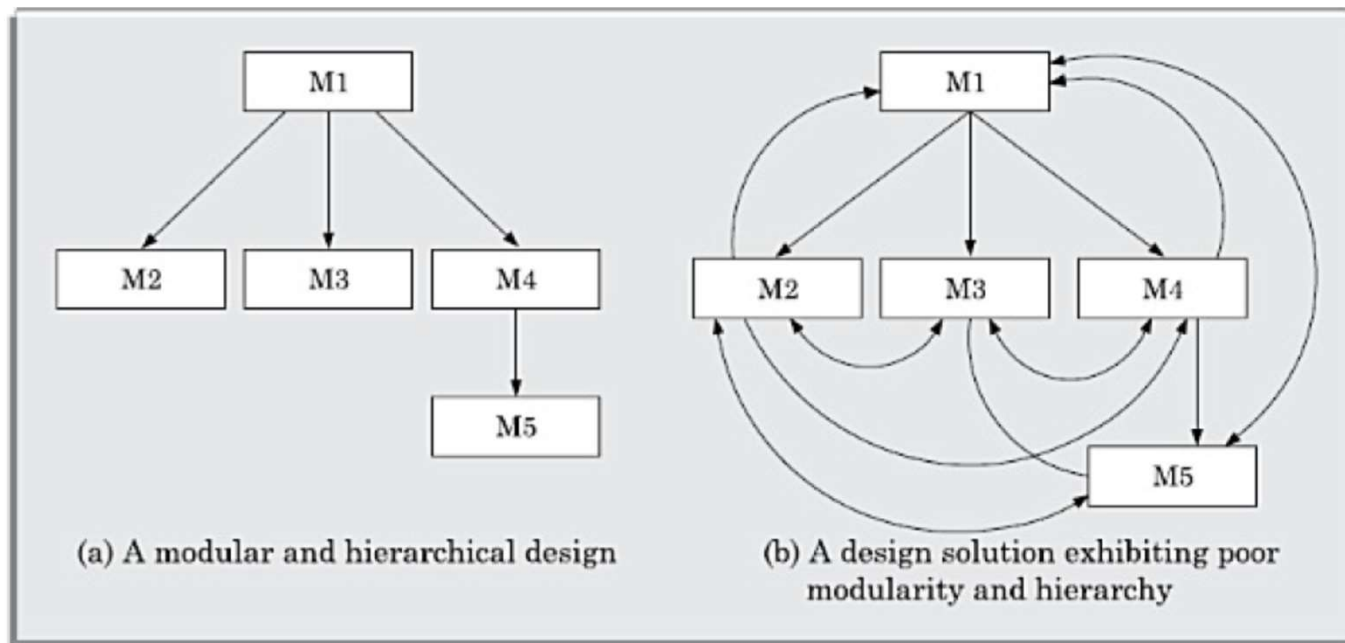 M1
M2
M3
M4
M5
(a) A modular and hierarchical design
M1
M2
M3
M4
M5
(b) A design solution exhibiting poor
modularity and hierarchy